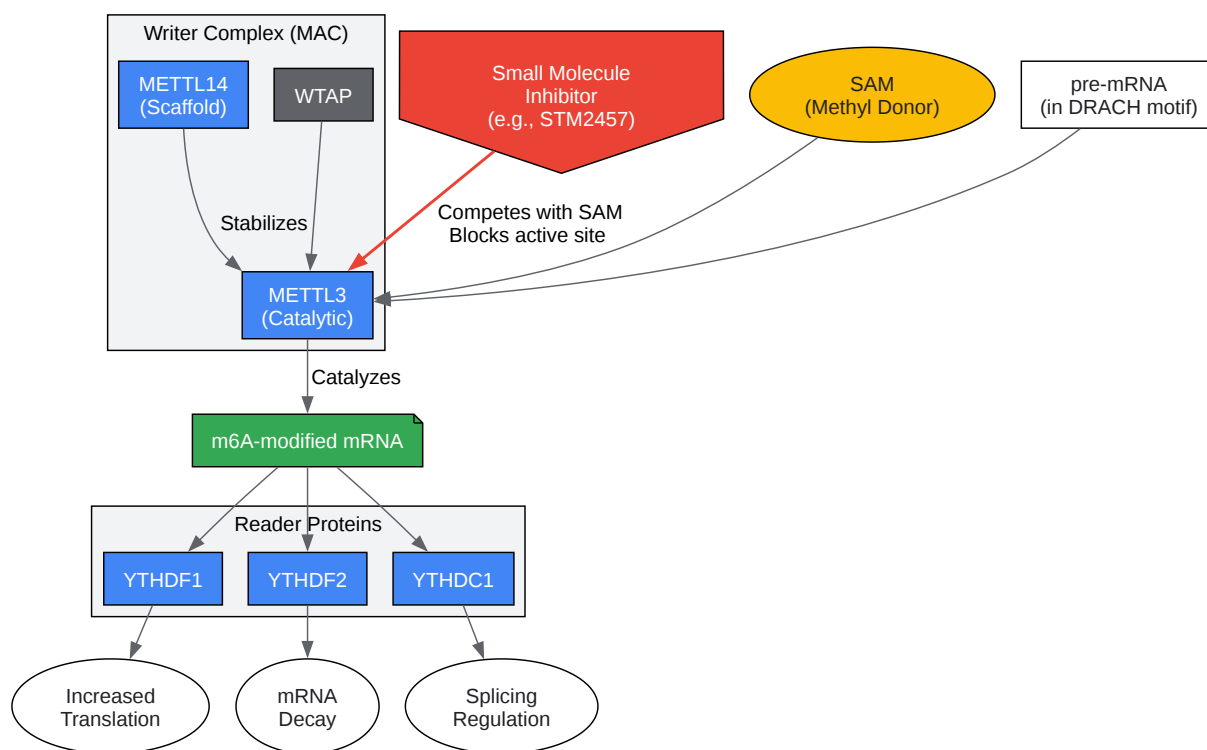 Writer Complex (MAC)
METTL14
(Scaffold)
WTAP
Small Molecule
Inhibitor
(e.g., STM2457)
SAM
(Methyl Donor)
pre-mRNA
(in DRACH motif)
Stabilizes
Competes with SAM
Blocks active site
METTL3
(Catalytic)
Catalyzes
m6A-modified mRNA
Reader Proteins
YTHDF1
YTHDF2
YTHDC1
Increased
Translation
mRNA
Decay
Splicing
Regulation